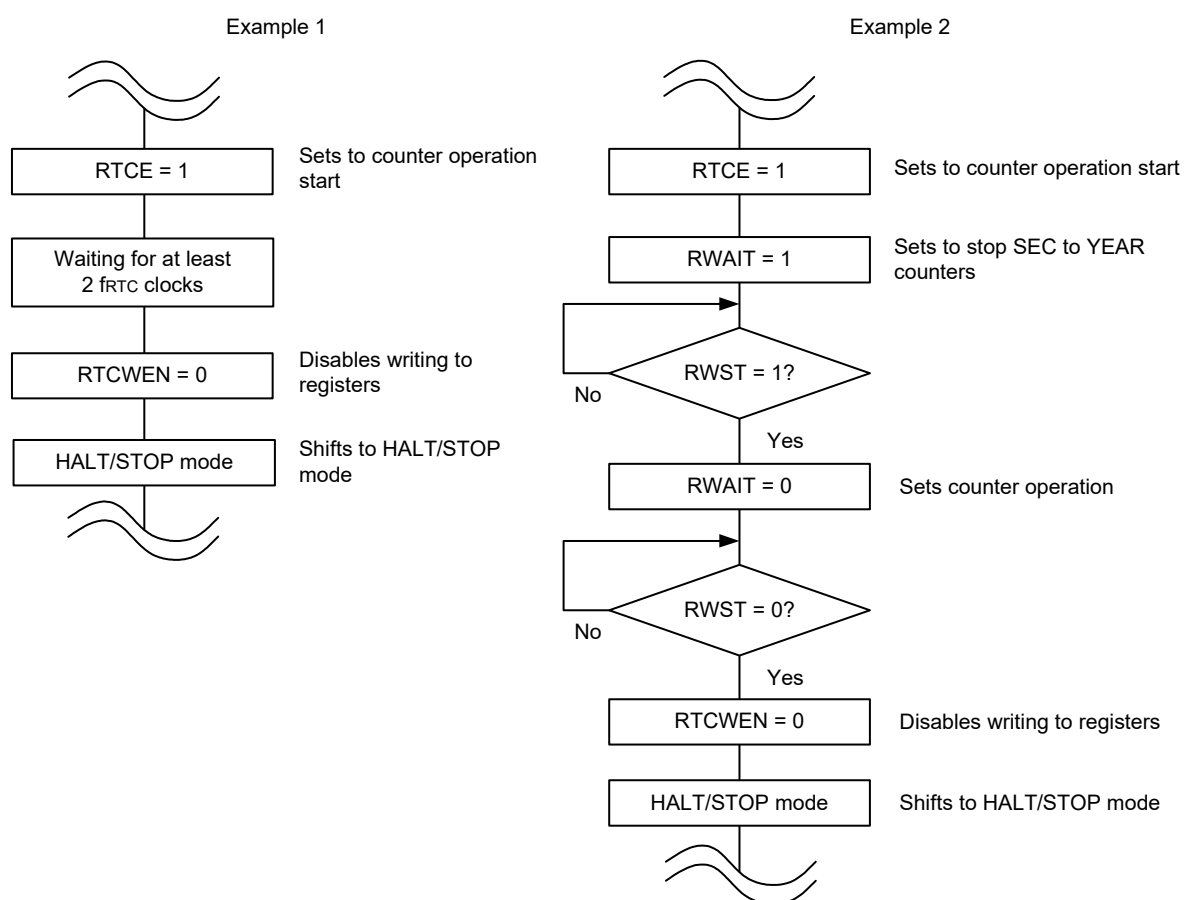 Example 1
RTCE = 1
Sets to counter operation
start
Waiting for at least
2 fRTC clocks
RTCWEN = 0
Disables writing to
registers
HALT/STOP mode
Shifts to HALT/STOP
mode
Example 2
RTCE = 1
Sets to counter operation start
RWAIT = 1
Sets to stop SEC to YEAR
counters
RWST = 1?
No
Yes
RWAIT = 0
Sets counter operation
RWST = 0?
No
Yes
RTCWEN = 0
Disables writing to registers
HALT/STOP mode
Shifts to HALT/STOP mode